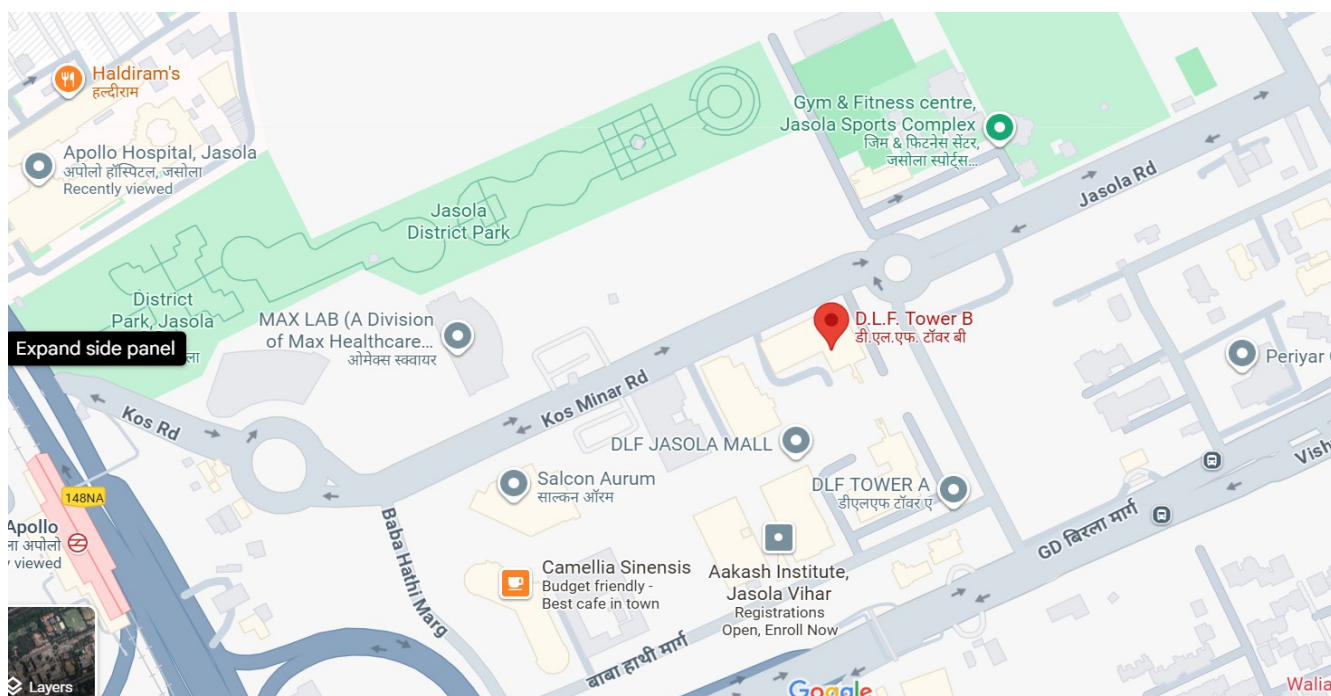 Haldiram's
हल्दीराम
Apollo Hospital, Jasola
अपोलो हॉस्पिटल, जसोला
Recently viewed
Gym & Fitness centre,
Jasola Sports Complex
जिम & फिटनेस सेंटर,
जसोला स्पोर्ट्स...
Jasola Rd
Jasola
District Park
District
Park, Jasola
ला
Expand side panel
MAX LAB (A Division
of Max Healthcare...
ओमेक्स स्क्वायर
D.L.F. Tower B
डी.एल.एफ. टॉवर बी
Periyar
Kos Rd
Kos Minar Rd
DLF JASOLA MALL
Salcon Aurum
साल्कन ऑरम
DLF TOWER A
डीएलएफ टॉवर ए
Vish
148NA
Apollo
ला अपोलो
viewed
Baba Hathi Marg
GD बिरला मार्ग
Camellia Sinensis
Budget friendly -
Best cafe in town
Aakash Institute,
Jasola Vihar
Registrations
Open, Enroll Now
बाबा हाथी मार्ग
Layers
Google
Walia